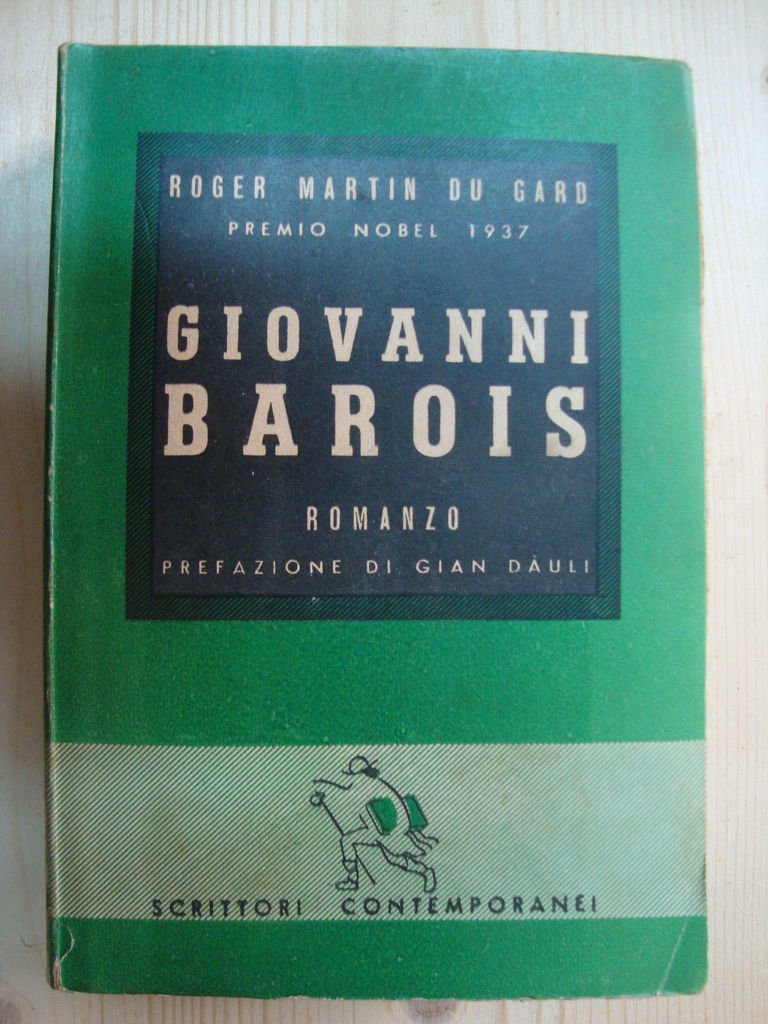 ROGER MARTIN DU GARD
PREMIO NOBEL 1937
GIOVANNI
BAROIS
ROMANZO
PREFAZIONE DI GIAN DÀULI
SCRITTORI CONTEMPORANEI